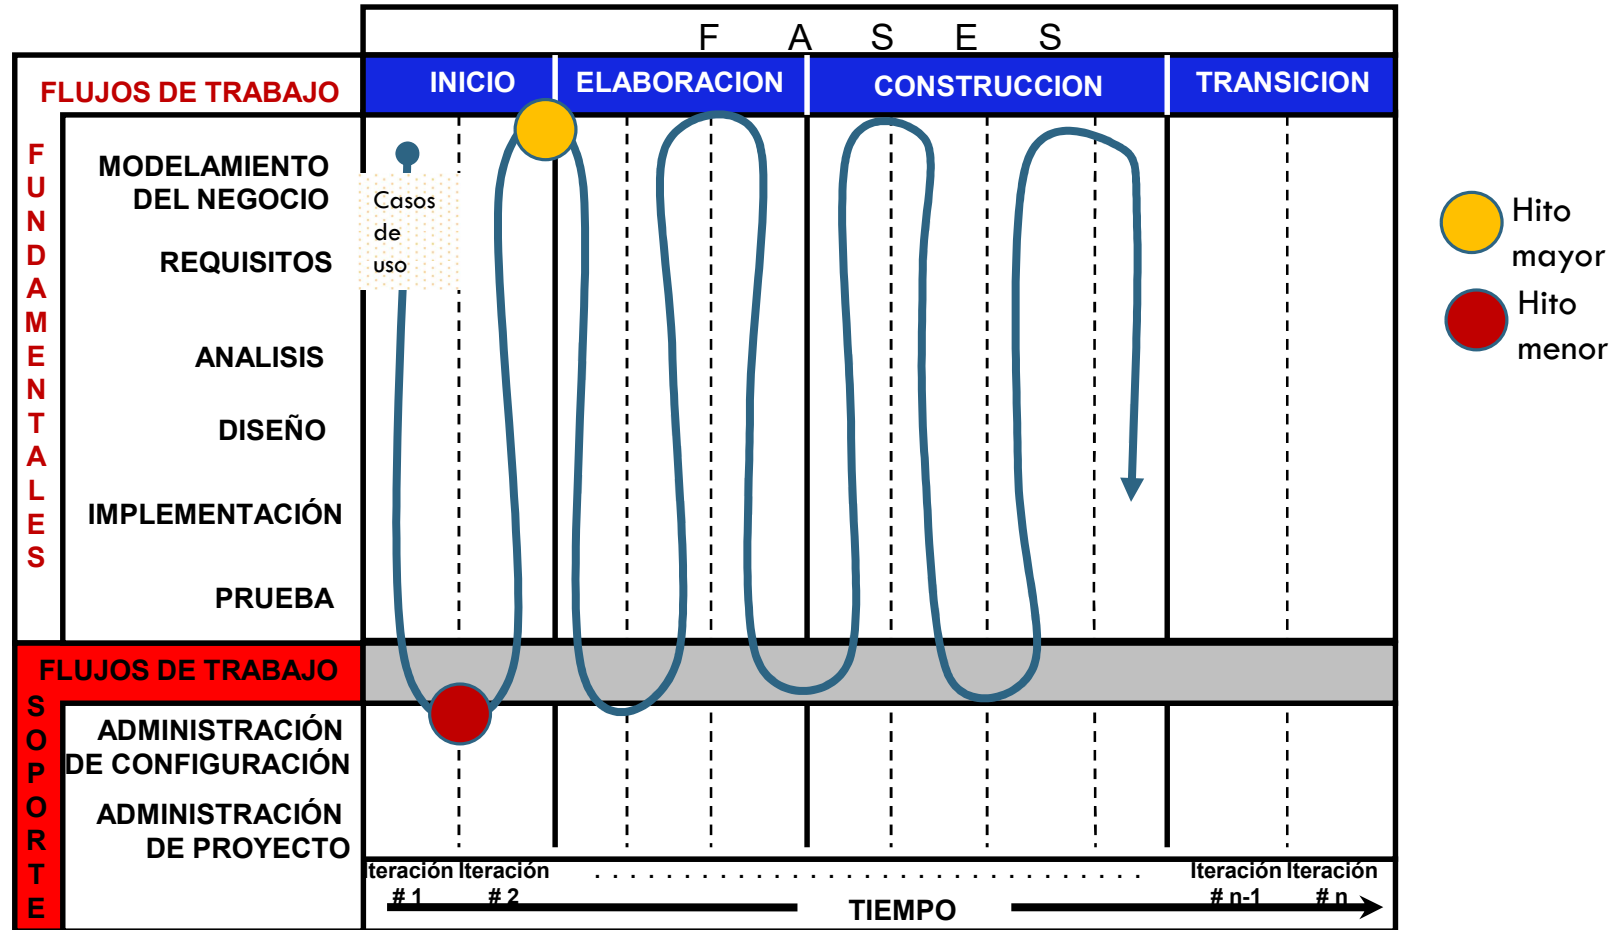 F A S E S
FLUJOS DE TRABAJO
INICIO
ELABORACION
CONSTRUCCION
TRANSICION
FUNDAMENTALES
MODELAMIENTO
DEL NEGOCIO
REQUISITOS
ANALISIS
DISEÑO
IMPLEMENTACIÓN
PRUEBA
Casos
de
uso
Hito
mayor
Hito
menor
FLUJOS DE TRABAJO
SOPORTE
ADMINISTRACIÓN
DE CONFIGURACIÓN
ADMINISTRACIÓN
DE PROYECTO
Iteración
# 1
Iteración
# 2
. . . . . . . . . . . . . . . . . . . . . . . . . . . .
Iteración
# n-1
Iteración
# n
TIEMPO